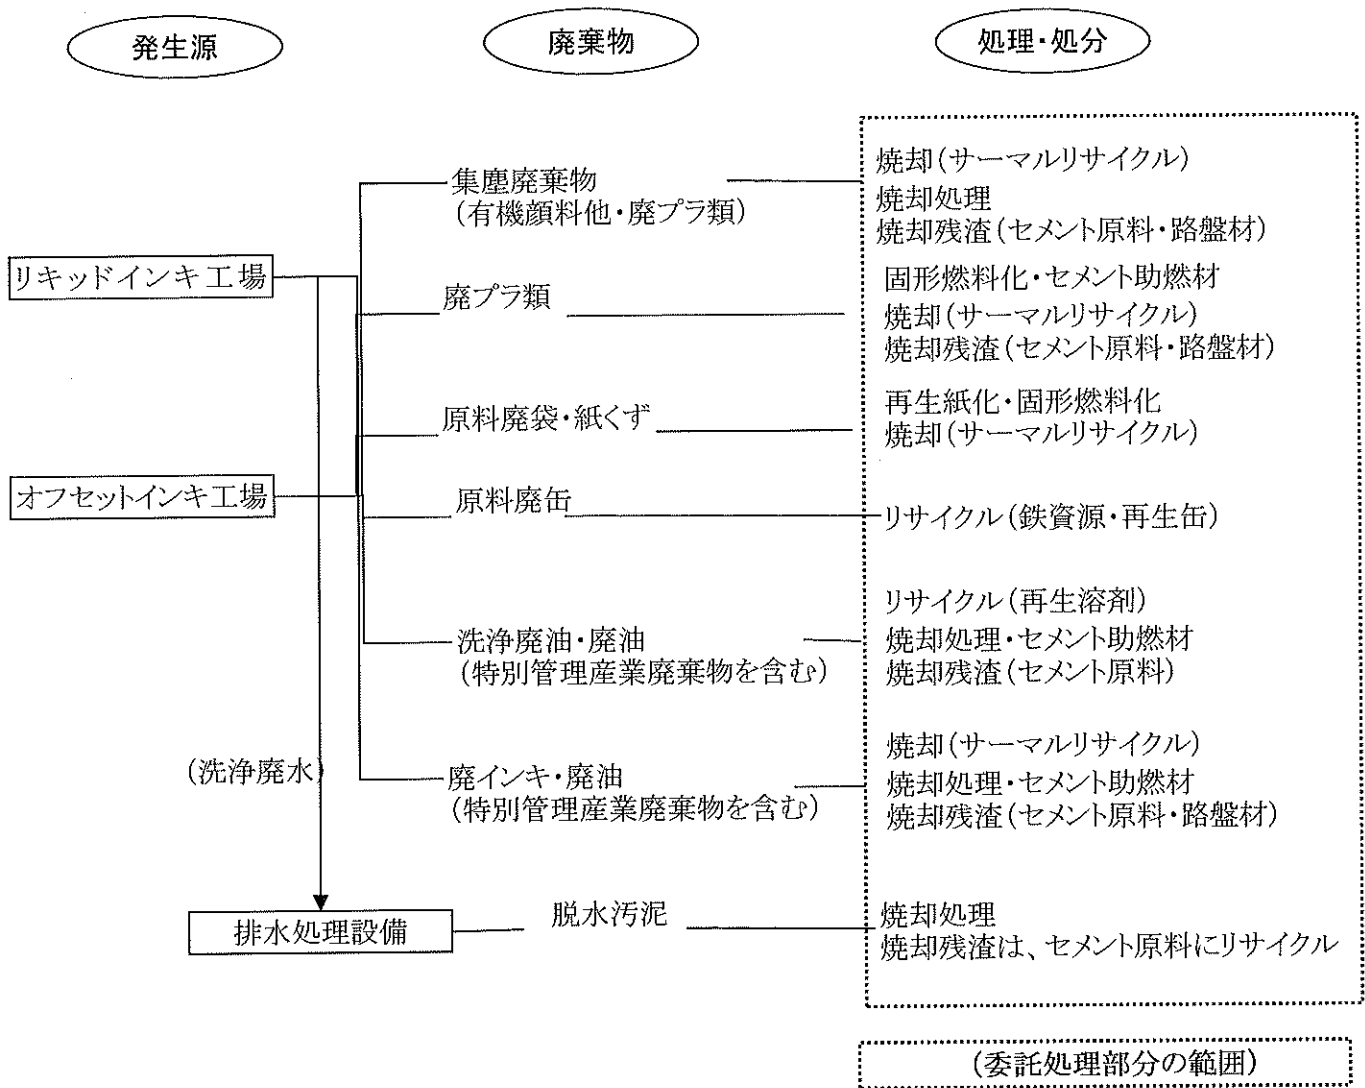 発生源
廃棄物
処理・処分
集塵廃棄物
(有機顔料他・廃プラ類)
焼却(サーマルリサイクル)
焼却処理
焼却残渣(セメント原料・路盤材)
リキッドインキ工場
廃プラ類
固形燃料化・セメント助燃材
焼却(サーマルリサイクル)
焼却残渣(セメント原料・路盤材)
原料廃袋・紙くず
再生紙化・固形燃料化
焼却(サーマルリサイクル)
オフセットインキ工場
原料廃缶
リサイクル(鉄資源・再生缶)
洗浄廃油・廃油
(特別管理産業廃棄物を含む)
リサイクル(再生溶剤)
焼却処理・セメント助燃材
焼却残渣(セメント原料)
(洗浄廃水)
廃インキ・廃油
(特別管理産業廃棄物を含む)
焼却(サーマルリサイクル)
焼却処理・セメント助燃材
焼却残渣(セメント原料・路盤材)
排水処理設備
脱水汚泥
焼却処理
焼却残渣は、セメント原料にリサイクル
(委託処理部分の範囲)